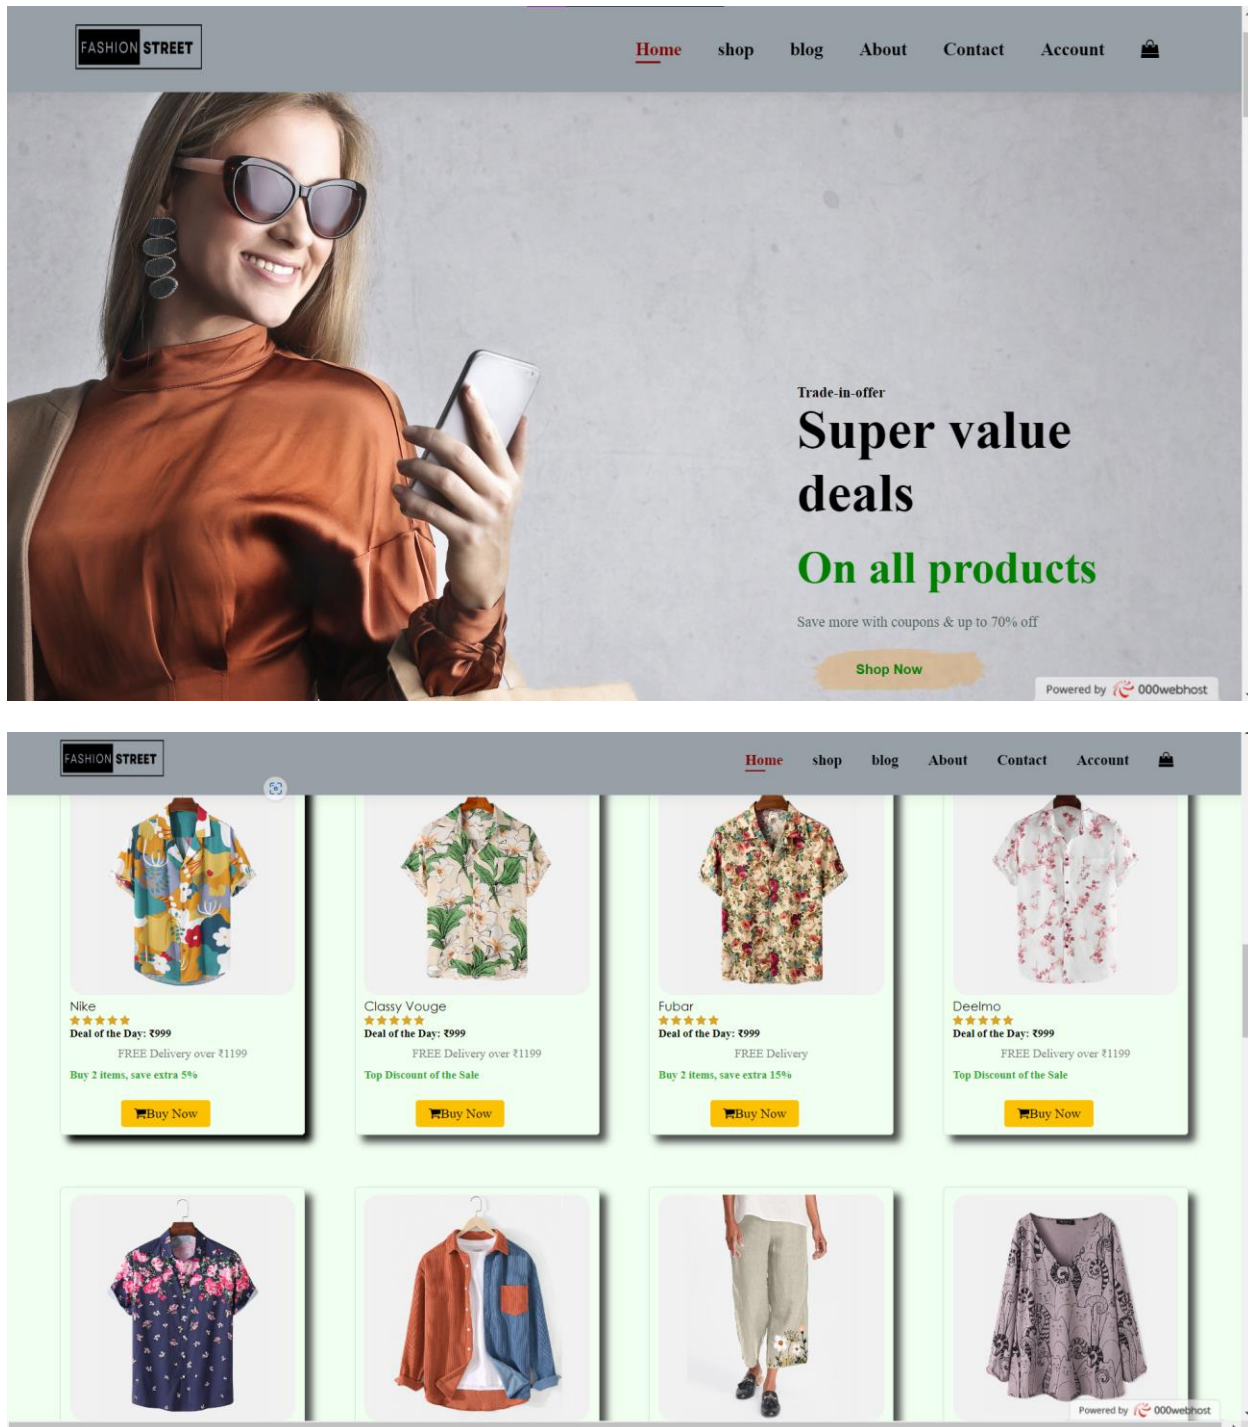 FASHION STREET
Home shop blog About Contact Account
Trade-in-offer
Super value
deals
On all products
Save more with coupons & up to 70% off
Shop Now
Powered by 000webhost
FASHION STREET
Home shop blog About Contact Account
Nike
Deal of the Day: ₹999
FREE Delivery over ₹1199
Buy 2 items, save extra 5%
Buy Now
Classy Vouge
Deal of the Day: ₹999
FREE Delivery over ₹1199
Top Discount of the Sale
Buy Now
Fubar
Deal of the Day: ₹999
FREE Delivery
Buy 2 items, save extra 15%
Buy Now
Deelmo
Deal of the Day: ₹999
FREE Delivery over ₹1199
Top Discount of the Sale
Buy Now
Powered by 000webhost